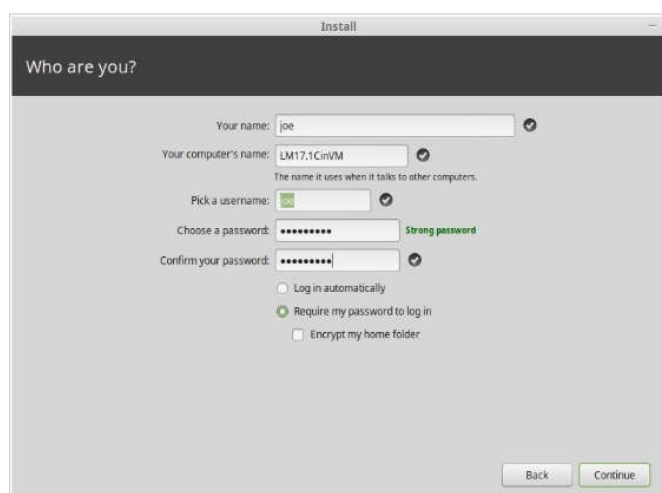 Install
Who are you?
Your name: joe
Your computer's name: LM17.1CinVM
The name it uses when it talks to other computers.
Pick a username: joe
Choose a password: ●●●●●●●●● Strong password
Confirm your password: ●●●●●●●●●
Log in automatically
Require my password to log in
Encrypt my home folder
Back Continue